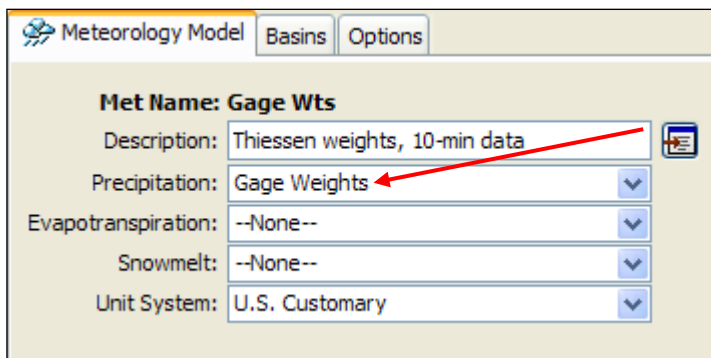 Meteorology Model Basins Options
Met Name: Gage Wts
Description: Thiessen weights, 10-min data
Precipitation: Gage Weights
Evapotranspiration: --None--
Snowmelt: --None--
Unit System: U.S. Customary